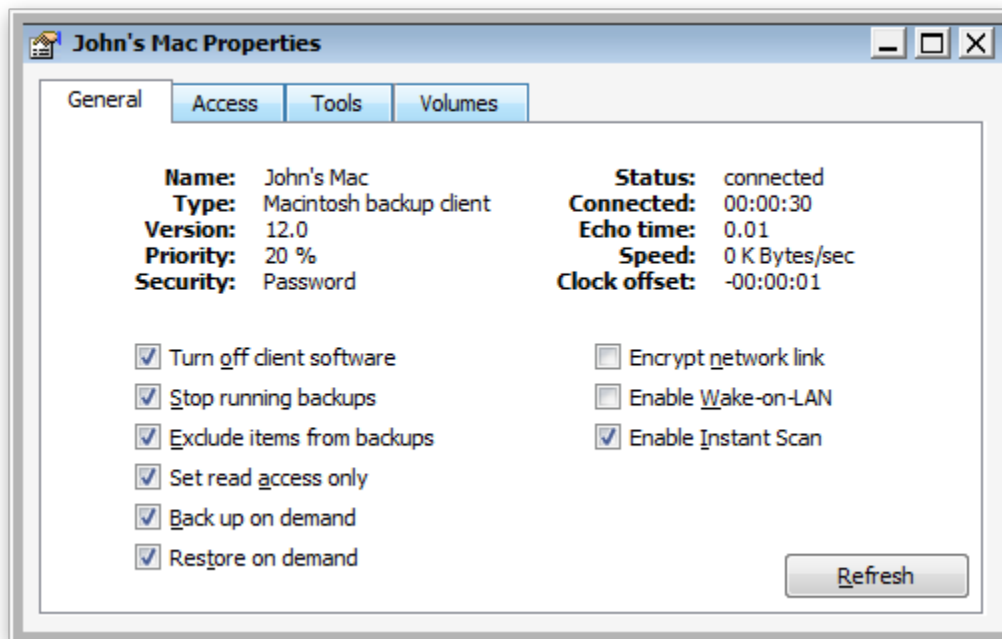 John's Mac Properties
General Access Tools Volumes
Name: John's Mac Status: connected
Type: Macintosh backup client Connected: 00:00:30
Version: 12.0 Echo time: 0.01
Priority: 20 % Speed: 0 K Bytes/sec
Security: Password Clock offset: -00:00:01
Turn off client software Encrypt network link
Stop running backups Enable Wake-on-LAN
Exclude items from backups Enable Instant Scan
Set read access only
Back up on demand
Restore on demand
Refresh